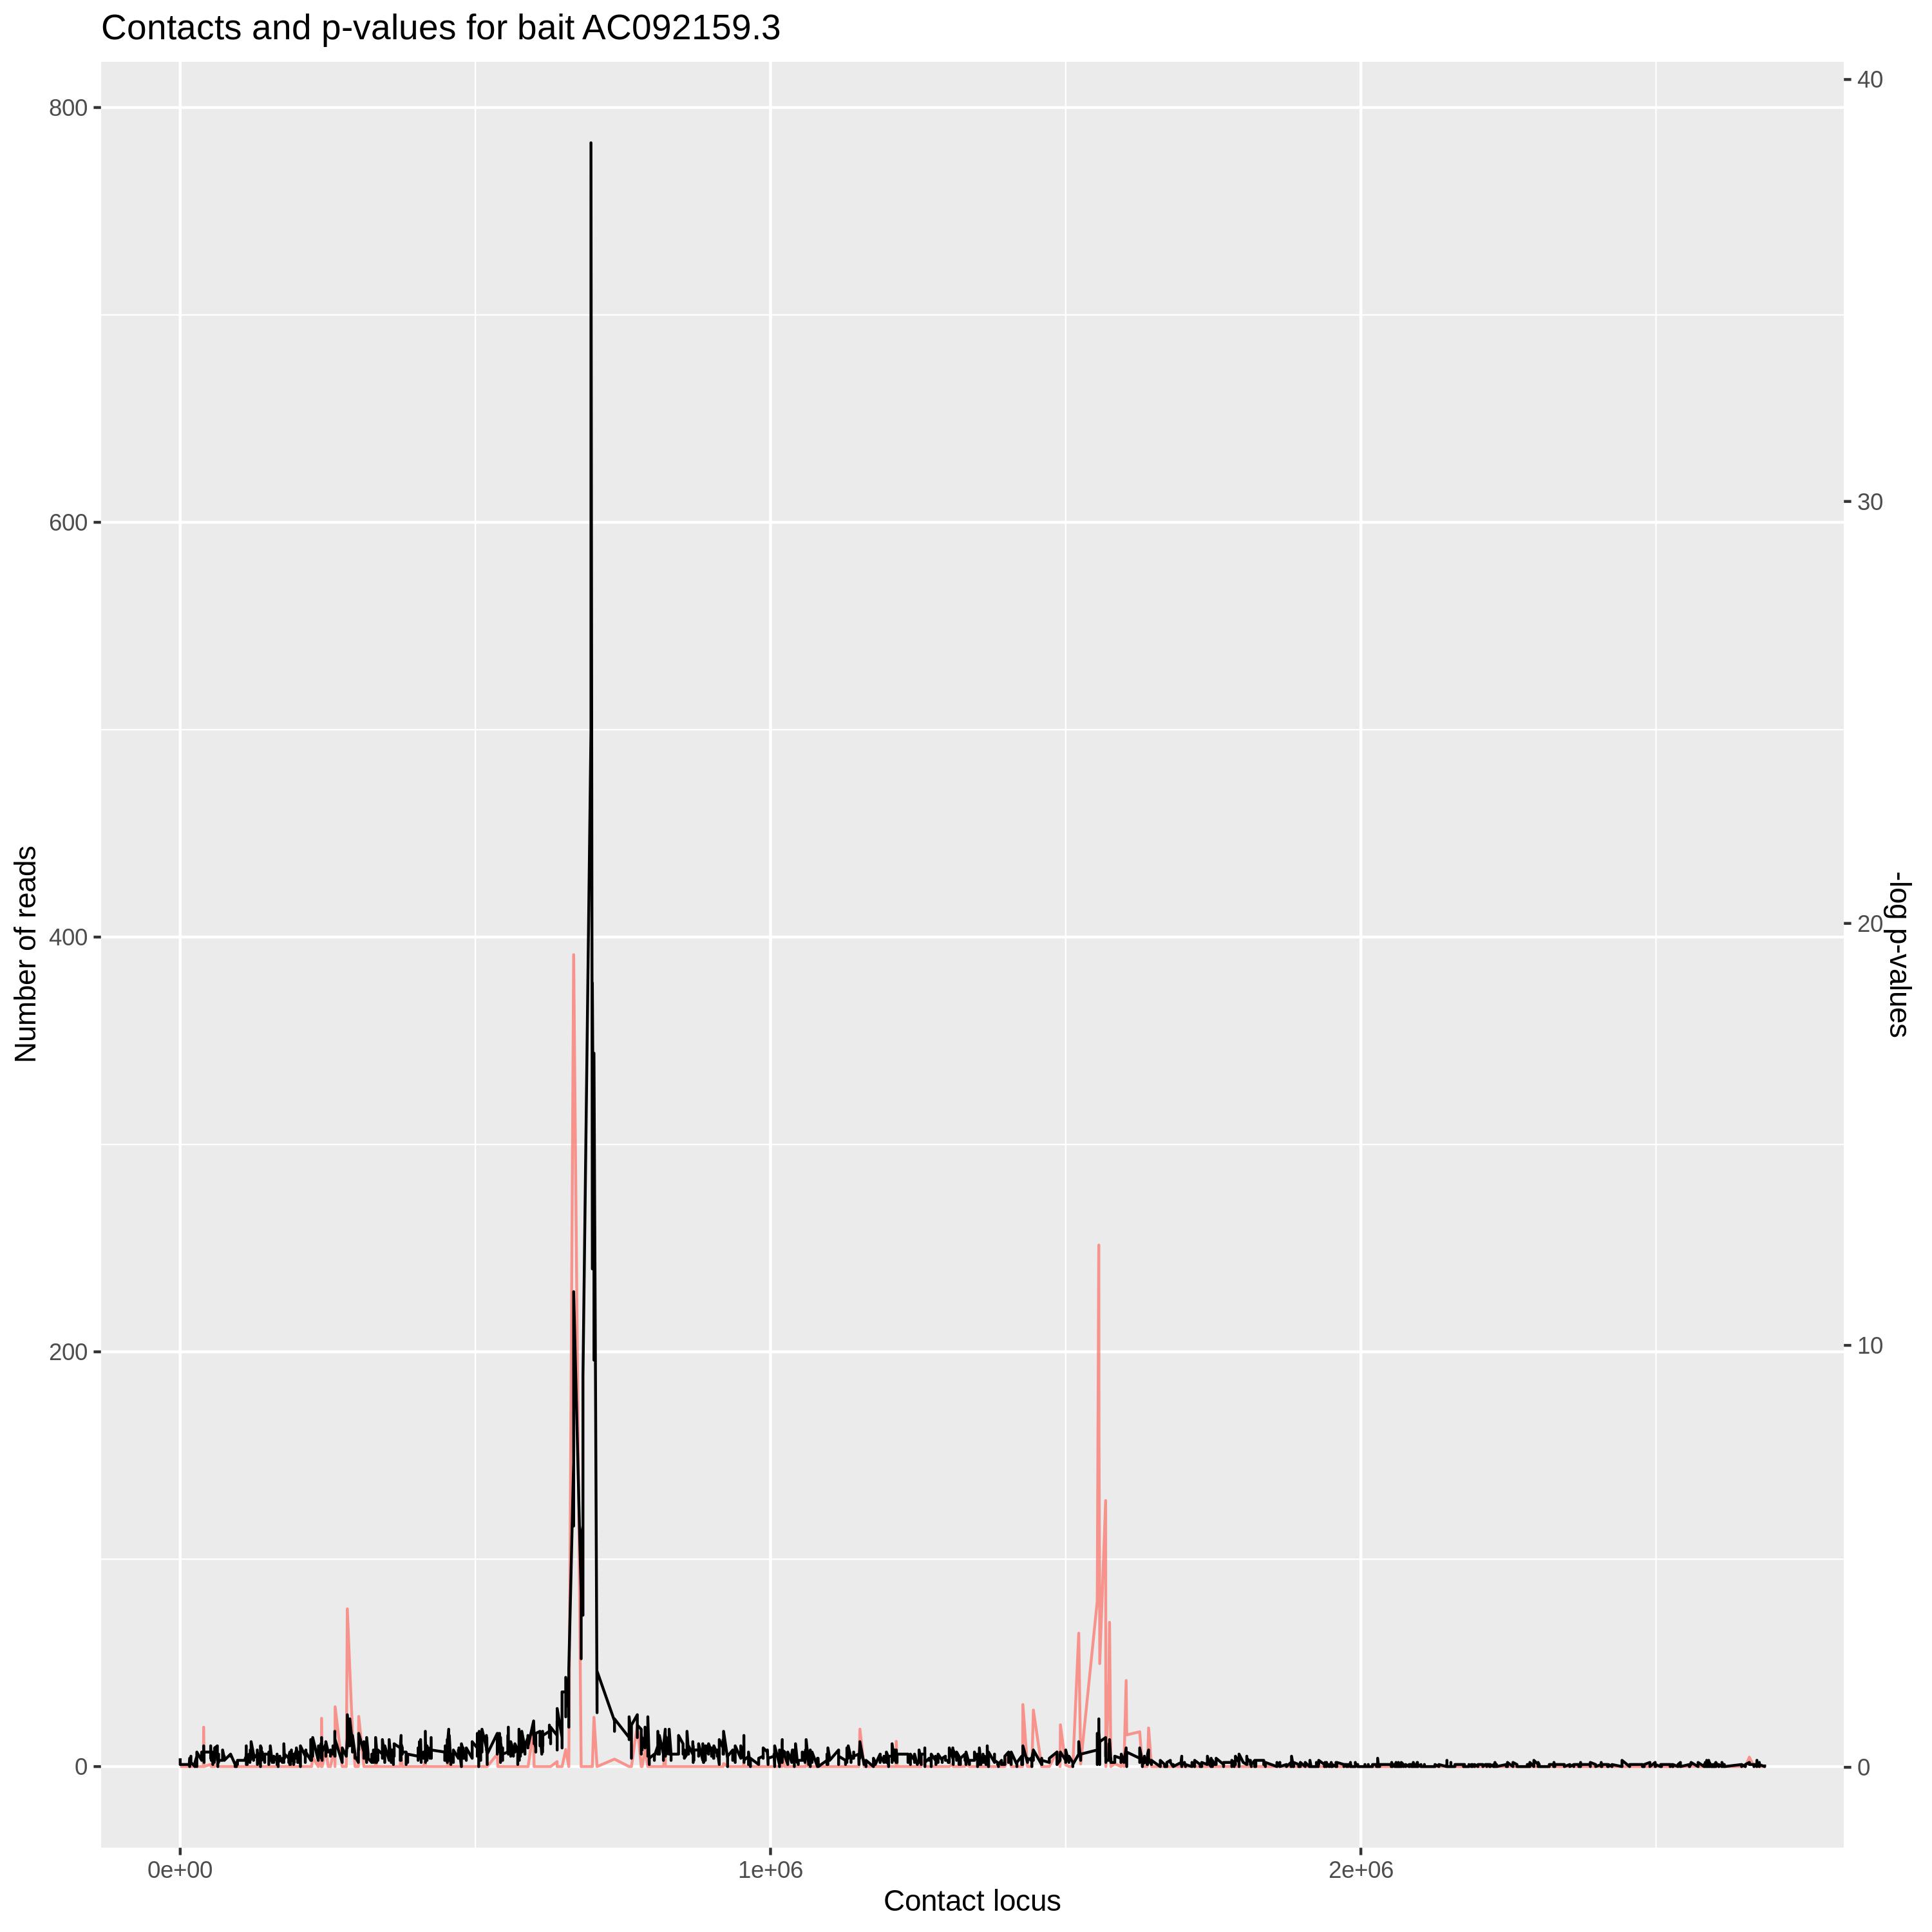 Contacts and p-values for bait AC092159.3
800
600
400
200
0
Number of reads
40
30
20
10
0
-log p-values
0e+00
1e+06
2e+06
Contact locus